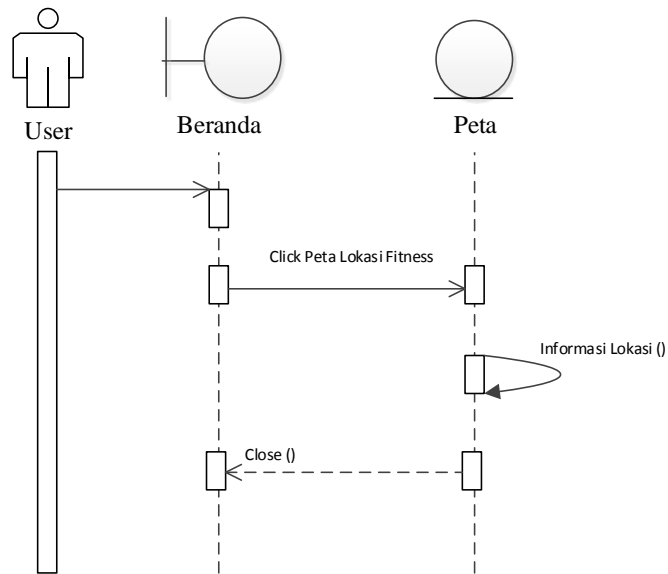 User
Beranda
Peta
Click Peta Lokasi Fitness
Informasi Lokasi ()
Close ()